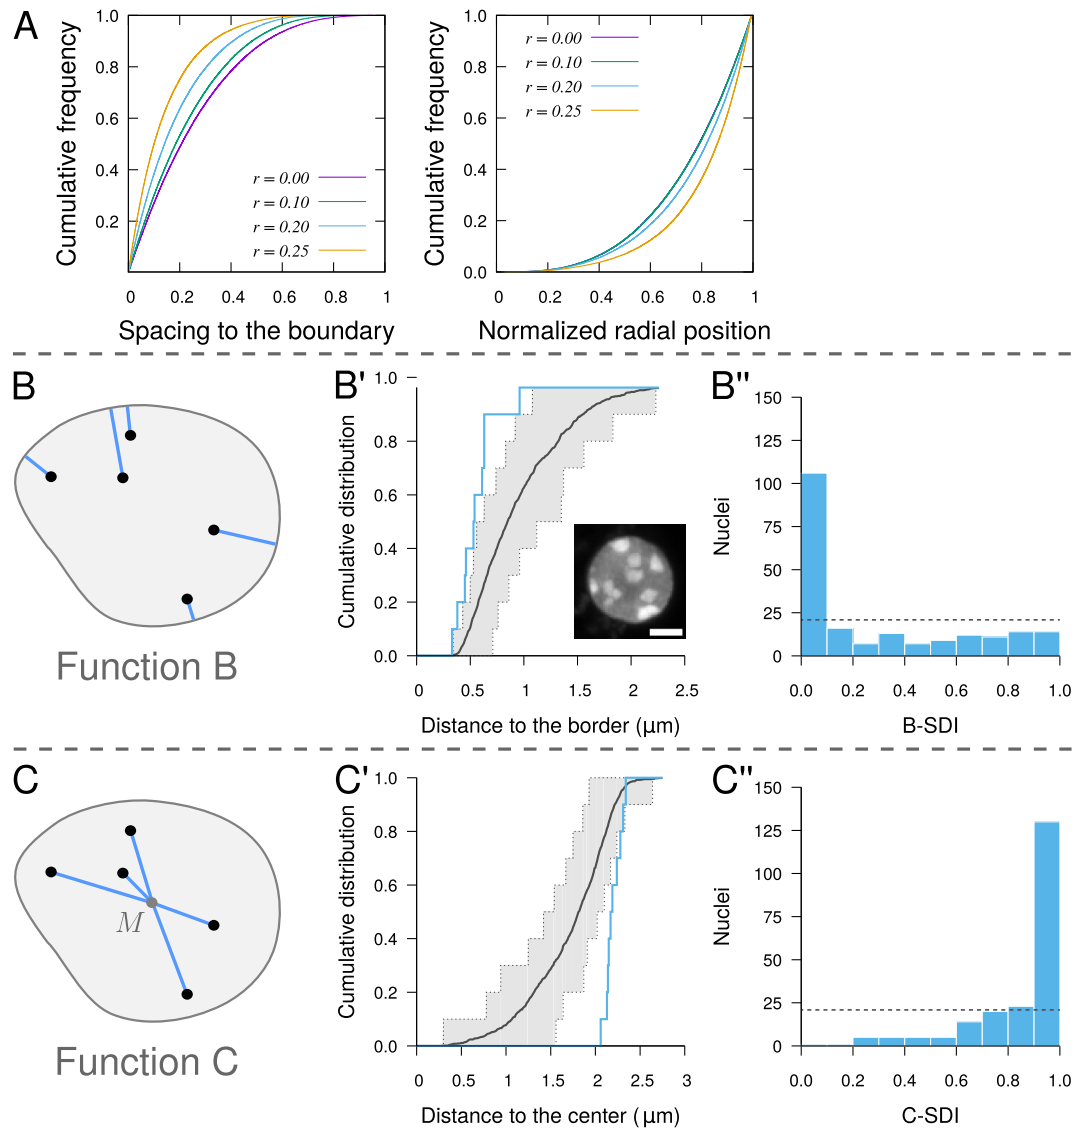 A
Cumulative frequency
1.0
0.8
0.6
0.4
0.2
0
0.2
0.4
0.6
0.8
1
r = 0.00
r = 0.10
r = 0.20
r = 0.25
Spacing to the boundary
Cumulative frequency
1.0
0.8
0.6
0.4
0.2
0.0
0
0.2
0.4
0.6
0.8
1
r = 0.00
r = 0.10
r = 0.20
r = 0.25
Normalized radial position
B
Function B
B'
Cumulative distribution
1.0
0.8
0.6
0.4
0.2
0.0
0
0.5
1
1.5
2
2.5
Distance to the border (μm)
B"
Nuclei
150
125
100
75
50
25
0
0.0
0.2
0.4
0.6
0.8
1.0
B-SDI
C
M
Function C
C'
Cumulative distribution
1.0
0.8
0.6
0.4
0.2
0.0
0
0.5
1
1.5
2
2.5
3
Distance to the center (μm)
C"
Nuclei
150
125
100
75
50
25
0
0.0
0.2
0.4
0.6
0.8
1.0
C-SDI